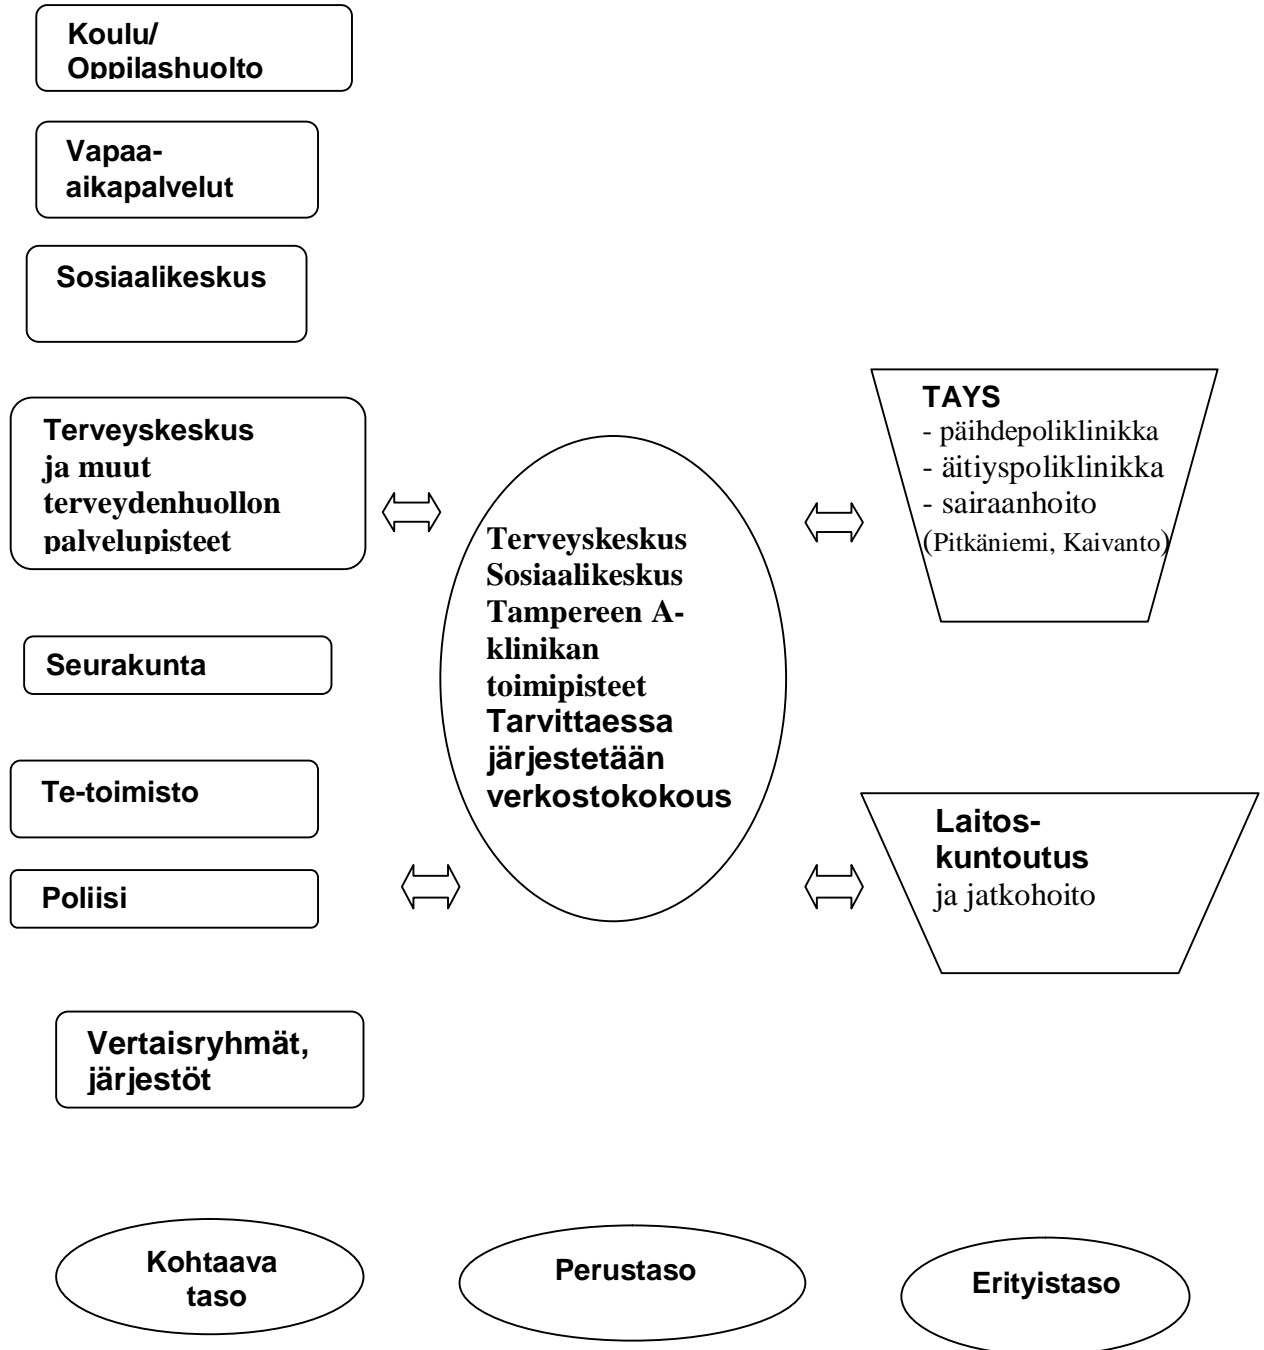 Koulu/
Oppilashuolto
Vapaa-
aikapalvelut
Sosiaalikeskus
Terveyskeskus
ja muut
terveydenhuollon
palvelupisteet
Seurakunta
Te-toimisto
Poliisi
Vertaisryhmät,
järjestöt
Terveyskeskus
Sosiaalikeskus
Tampereen A-
klinikan
toimipisteet
Tarvittaessa
järjestetään
verkostokokous
TAYS
- päihdepoliklinikka
- äitiyspoliklinikka
- sairaanhoito
(Pitkäniemi, Kaivanto)
Laitos-
kuntoutus
ja jatkohoito
Kohtaava
taso
Perustaso
Erityistaso